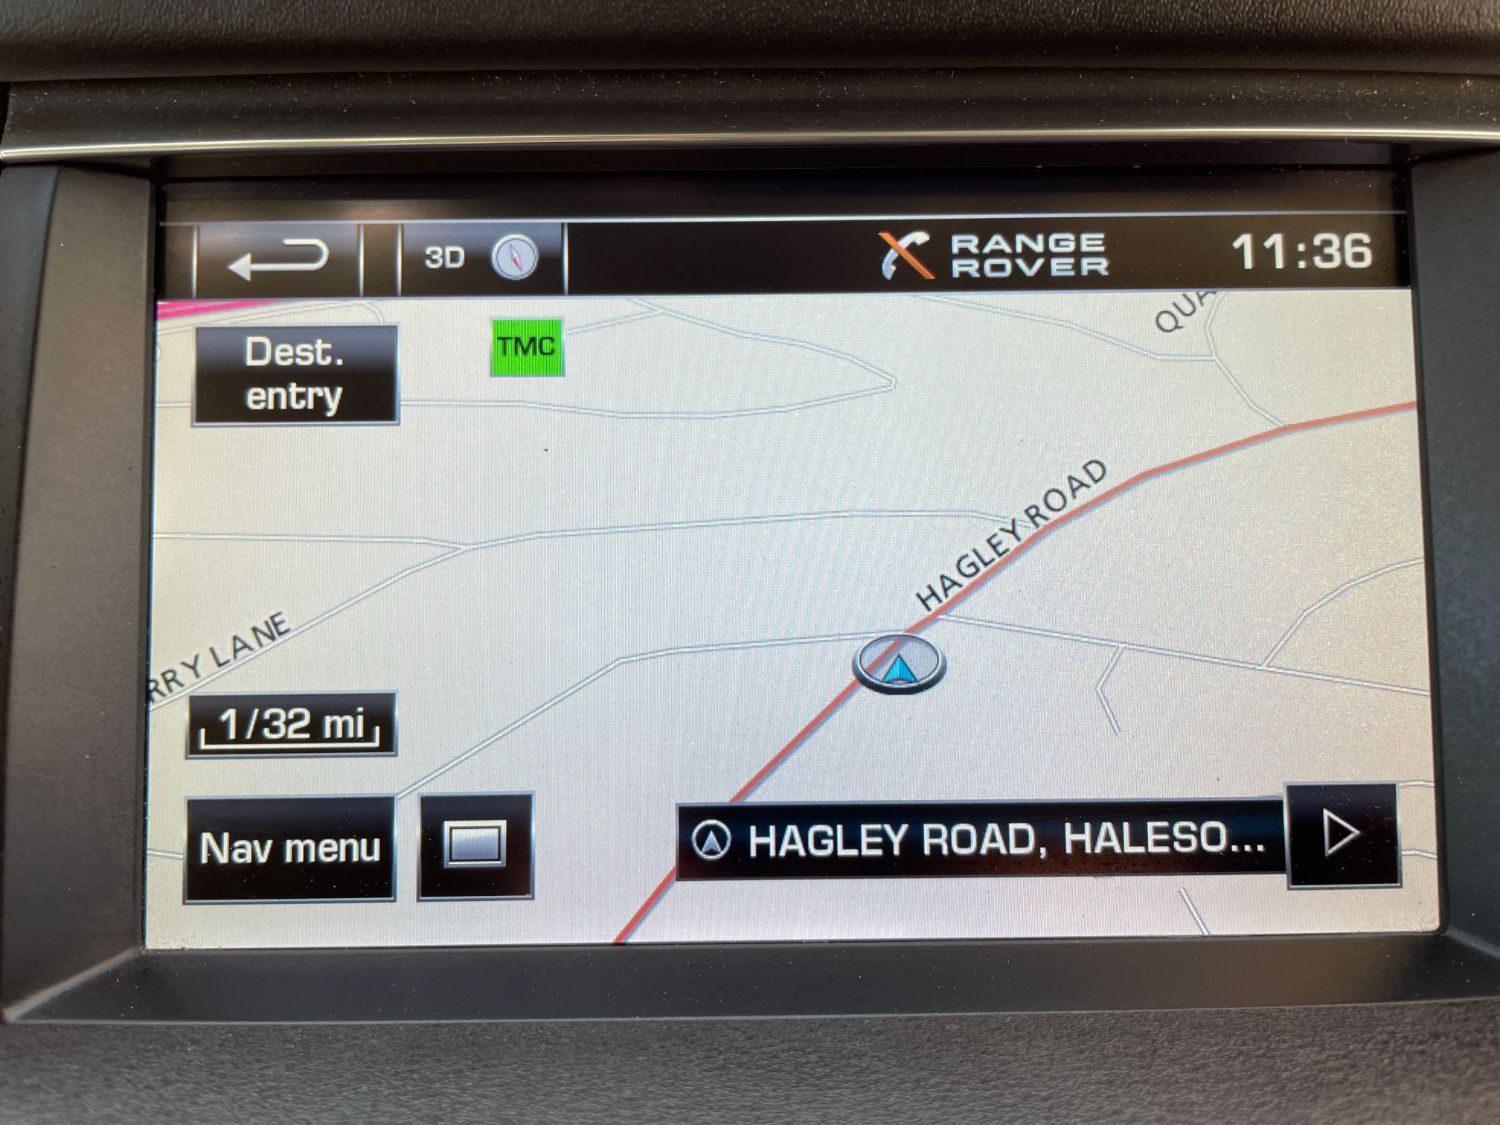 3D
RANGE
ROVER
11:36
Dest.
entry
TMC
QUA
HAGLEY ROAD
RRY LANE
1/32 mi
Nav menu
HAGLEY ROAD, HALESO...